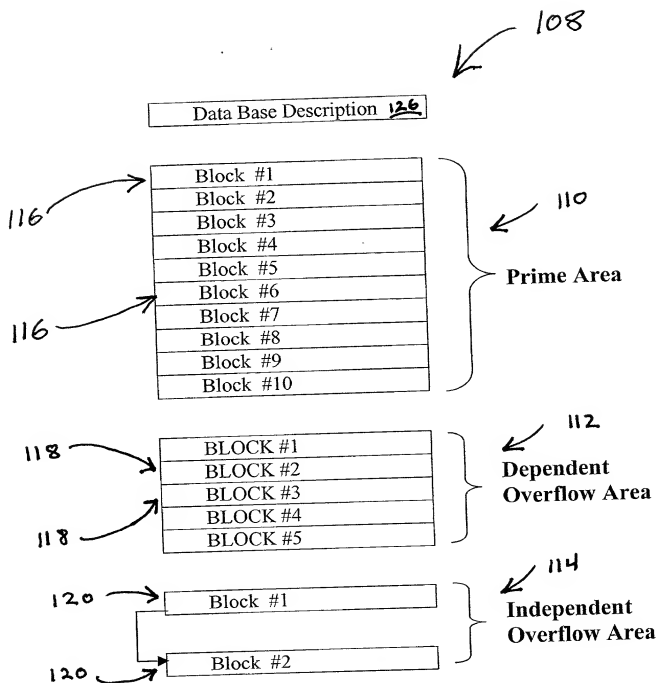 108
Data Base Description 126
Block #1
Block #2
Block #3
Block #4
Block #5
Block #6
Block #7
Block #8
Block #9
Block #10
116
116
110
Prime Area
BLOCK #1
BLOCK #2
BLOCK #3
BLOCK #4
BLOCK #5
118
118
112
Dependent
Overflow Area
120
Block #1
114
Independent
Overflow Area
120
Block #2